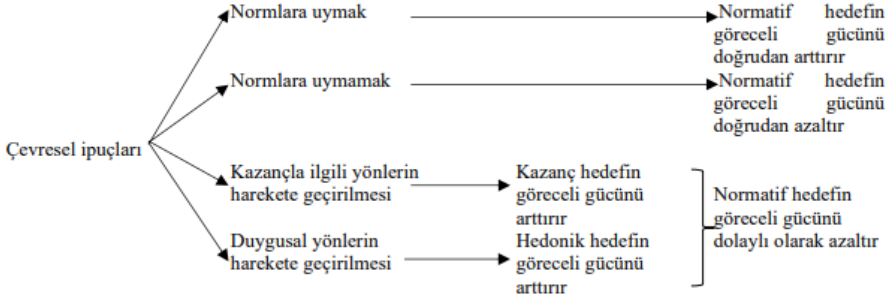 Normlara uymak
Normatif hedefin
göreceli gücünü
doğrudan arttırır
Normlara uymamak
Normatif hedefin
göreceli gücünü
doğrudan azaltır
Çevresel ipuçları
Kazançla ilgili yönlerin
harekete geçirilmesi
Kazanç hedefin
göreceli gücünü
arttırır
Duygusal yönlerin
harekete geçirilmesi
Hedonik hedefin
göreceli gücünü
arttırır
Normatif hedefin
göreceli gücünü
dolaylı olarak azaltır